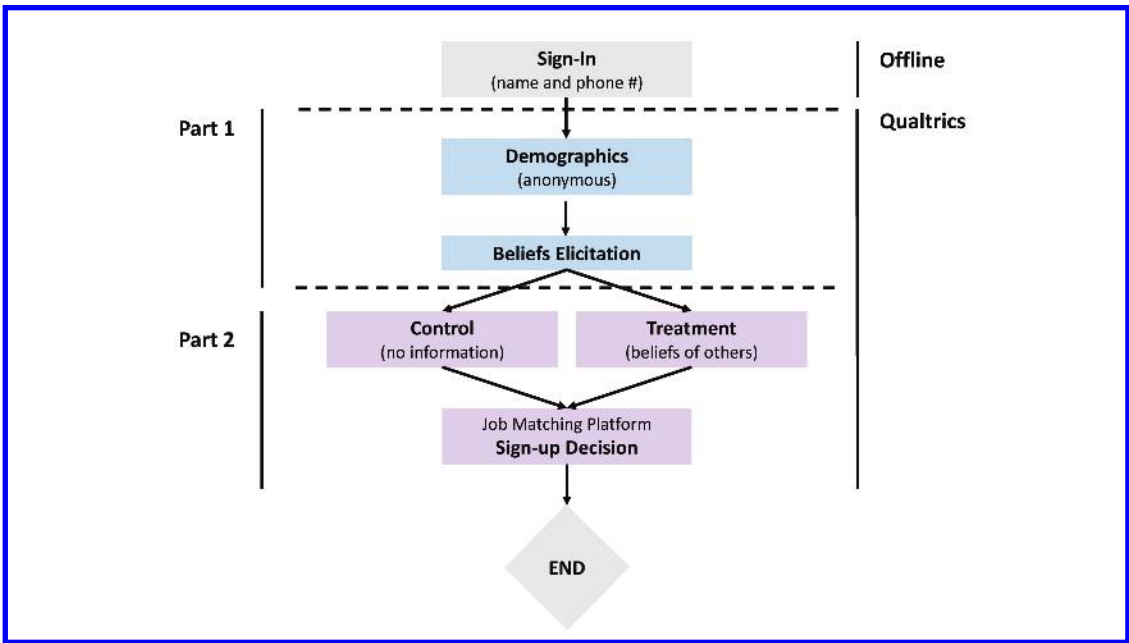 Sign-In
(name and phone #)
Offline
Part 1
Qualtrics
Demographics
(anonymous)
Beliefs Elicitation
Part 2
Control
(no information)
Treatment
(beliefs of others)
Job Matching Platform
Sign-up Decision
END